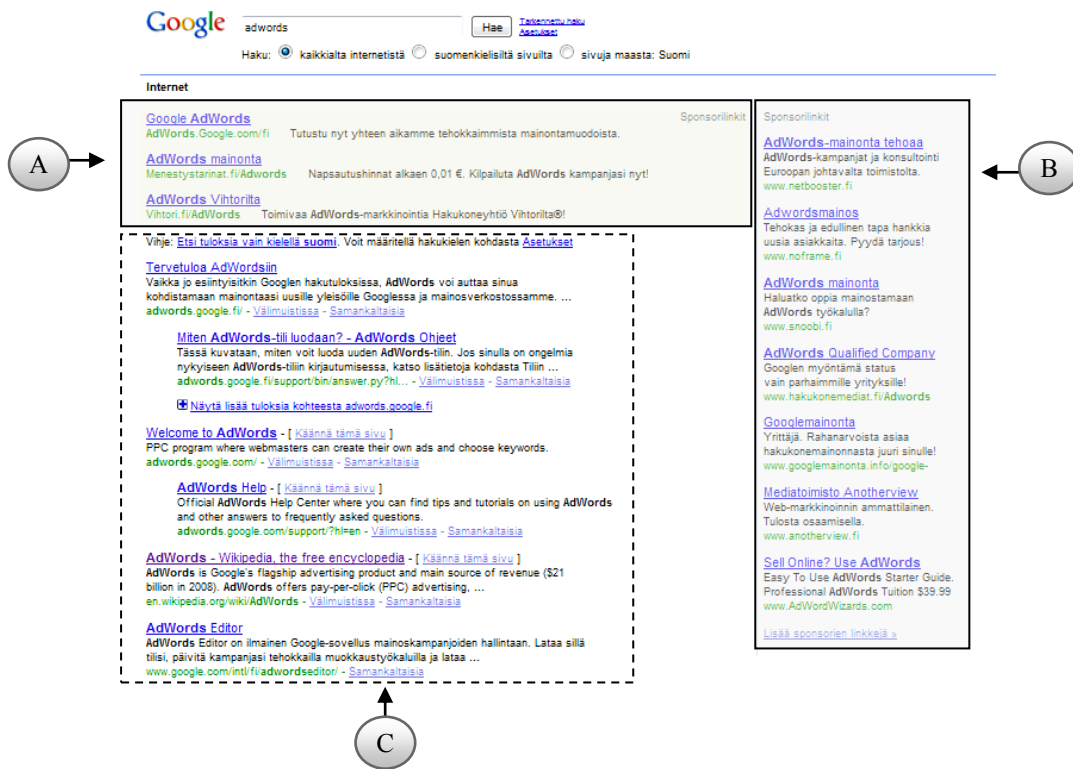 Google adwords Hae Tarkennettu haku
Asetukset
Haku: kaikkialta internetistä suomenkielisiltä sivuilta sivuja maasta: Suomi
Internet
Google AdWords Sponsorilinkit
AdWords.Google.com/fi Tutustu nyt yhteen aikamme tehokkaimmista mainontamuodoista.
AdWords mainonta
Menestystarinat.fi/Adwords Napsautushinnat alkaen 0,01 €. Kilpailuta AdWords kampanjasi nyt!
AdWords Vihtorilta
Vihtori.fi/AdWords Toimivaa AdWords-markkinointia Hakukoneyhtiö Vihtorilta®!
A
Vihje: Etsi tuloksia vain kielellä suomi. Voit määritellä hakukielen kohdasta Asetukset
Tervetuloa AdWordsiin
Vaikka jo esiintyisitkin Googlen hakutuloksissa, AdWords voi auttaa sinua
kohdistamaan mainontaasi uusille yleisöille Googlessa ja mainosverkostossamme. ...
adwords.google.fi/ - Välimuistissa - Samankaltaisia
Miten AdWords-tili luodaan? - AdWords Ohjeet
Tässä kuvataan, miten voit luoda uuden AdWords-tilin. Jos sinulla on ongelmia
nykyiseen AdWords-tiliin kirjautumisessa, katso lisätietoja kohdasta Tiliin ...
adwords.google.fi/support/bin/answer.py?hl... - Välimuistissa - Samankaltaisia
Näytä lisää tuloksia kohteesta adwords.google.fi
Welcome to AdWords - [ Käännä tämä sivu ]
PPC program where webmasters can create their own ads and choose keywords.
adwords.google.com/ - Välimuistissa - Samankaltaisia
AdWords Help - [ Käännä tämä sivu ]
Official AdWords Help Center where you can find tips and tutorials on using AdWords
and other answers to frequently asked questions.
adwords.google.com/support/?hl=en - Välimuistissa - Samankaltaisia
AdWords - Wikipedia, the free encyclopedia - [ Käännä tämä sivu ]
AdWords is Google's flagship advertising product and main source of revenue ($21
billion in 2008). AdWords offers pay-per-click (PPC) advertising, ...
en.wikipedia.org/wiki/AdWords - Välimuistissa - Samankaltaisia
AdWords Editor
AdWords Editor on ilmainen Google-sovellus mainoskampanjoiden hallintaan. Lataa sillä
tilisi, päivitä kampanjasi tehokkailla muokkaustyökaluilla ja lataa ...
www.google.com/intl/fi/adwordseditor/ - Samankaltaisia
C
Sponsorilinkit
AdWords-mainonta tehoaa
AdWords-kampanjat ja konsultointi
Euroopan johtavalta toimistolta.
www.netbooster.fi
Adwordsmainos
Tehokas ja edullinen tapa hankkia
uusia asiakkaita. Pyydä tarjous!
www.noframe.fi
AdWords mainonta
Haluatko oppia mainostamaan
AdWords työkalulla?
www.snoobi.fi
AdWords Qualified Company
Googlen myöntämä status
vain parhaimmille yrityksille!
www.hakukonemediat.fi/Adwords
Googlemainonta
Yrittäjä. Rahanarvoista asiaa
hakukonemainonnasta juuri sinulle!
www.googlemainonta.info/google-
Mediatoimisto Anotherview
Web-markkinoinnin ammattilainen.
Tulosta osaamisella.
www.anotherview.fi
Sell Online? Use AdWords
Easy To Use AdWords Starter Guide.
Professional AdWords Tuition $39.99
www.AdWordWizards.com
Lisää sponsorien linkkejä »
B